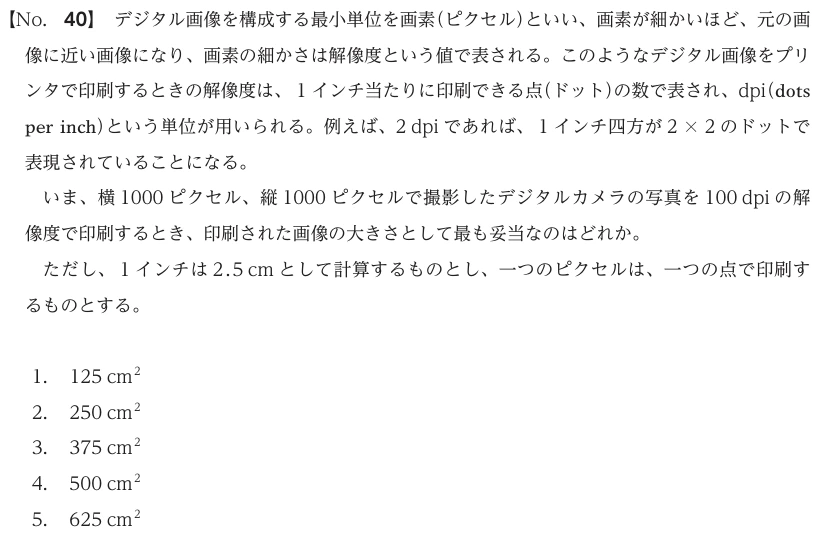 【No. 40】 デジタル画像を構成する最小単位を画素(ピクセル)といい、画素が細かいほど、元の画
像に近い画像になり、画素の細かさは解像度という値で表される。このようなデジタル画像をプリ
ンタで印刷するときの解像度は、1インチ当たりに印刷できる点(ドット)の数で表され、dpi(dots
per inch)という単位が用いられる。例えば、2 dpi であれば、1インチ四方が2×2のドットで
表現されていることになる。
いま、横1000 ピクセル、縦1000 ピクセルで撮影したデジタルカメラの写真を100 dpi の解
像度で印刷するとき、印刷された画像の大きさとして最も妥当なのはどれか。
ただし、1インチは2.5 cm として計算するものとし、一つのピクセルは、一つの点で印刷す
るものとする。
1. 125 cm²
2. 250 cm²
3. 375 cm²
4. 500 cm²
5. 625 cm²